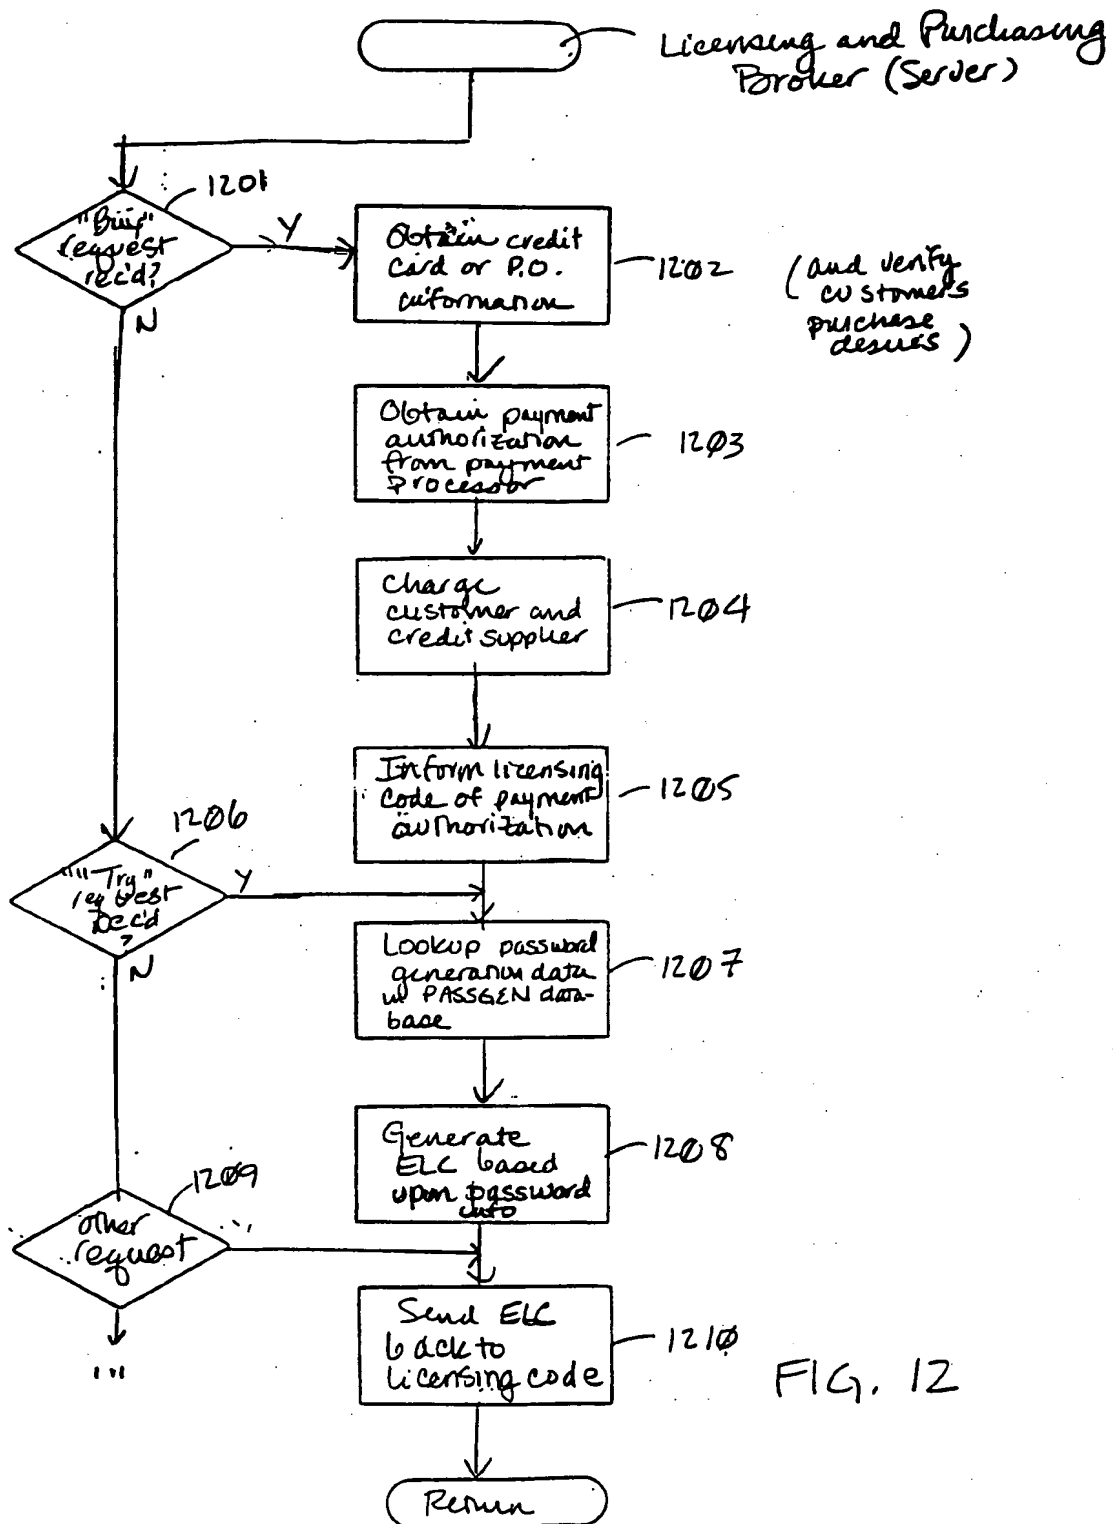 Licensing and Purchasing
Broker (Server)
1201
"Buy"
request
rec'd?
Y
N
Obtain credit
card or P.O.
information
1202
(and verify
customers
purchase
desires)
Obtain payment
authorization
from payment
processor
1203
Charge
customer and
credit supplier
1204
Inform licensing
code of payment
authorization
1205
1206
"Try"
request
rec'd
?
Y
N
Lookup password
generation data
in PASSGEN data-
base
1207
Generate
ELC based
upon password
info
1208
1209
other
request
...
...
Send ELC
back to
licensing code
1210
FIG. 12
Return